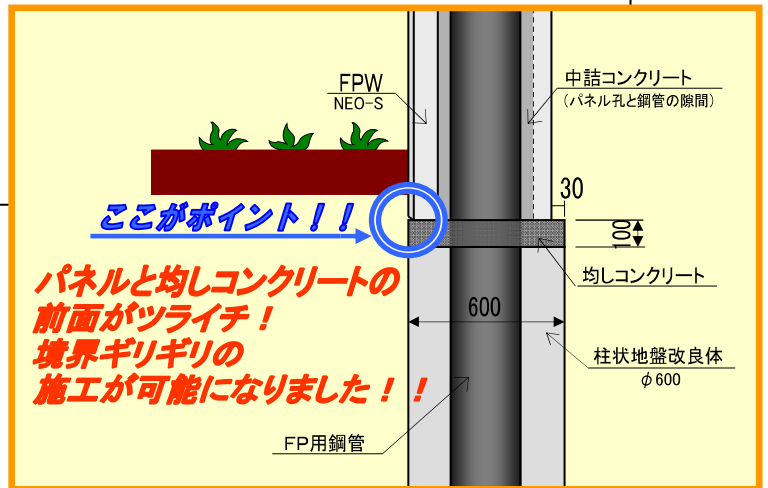 FPW
NEO-S
中詰コンクリート
(パネル孔と鋼管の隙間)
30
100
ここがポイント！！
均しコンクリート
パネルと均しコンクリートの
前面がツライチ！
境界ギリギリの
施工が可能になりました！！
600
柱状地盤改良体
φ600
FP用鋼管